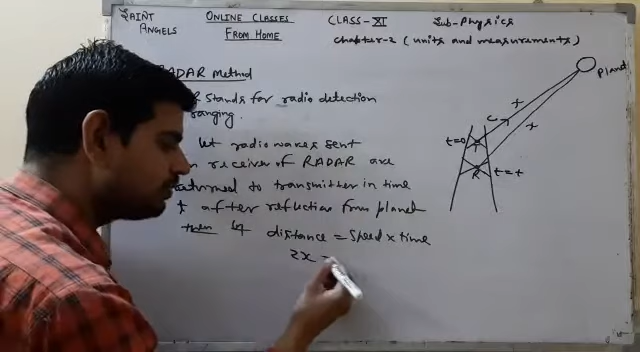 SAINT ANGELS
ONLINE CLASSES FROM HOME
CLASS-XI
Sub-Physics
Chapter-2 (units and measurements)
RADAR Method
stands for radio detection
ranging.
let radiowaves sent
receiver of RADAR are
returned to transmitter in time
t after reflection from planet
then by distance = Speed x time
2x =
Planet
x
c
x
t=0
T
R
t=t